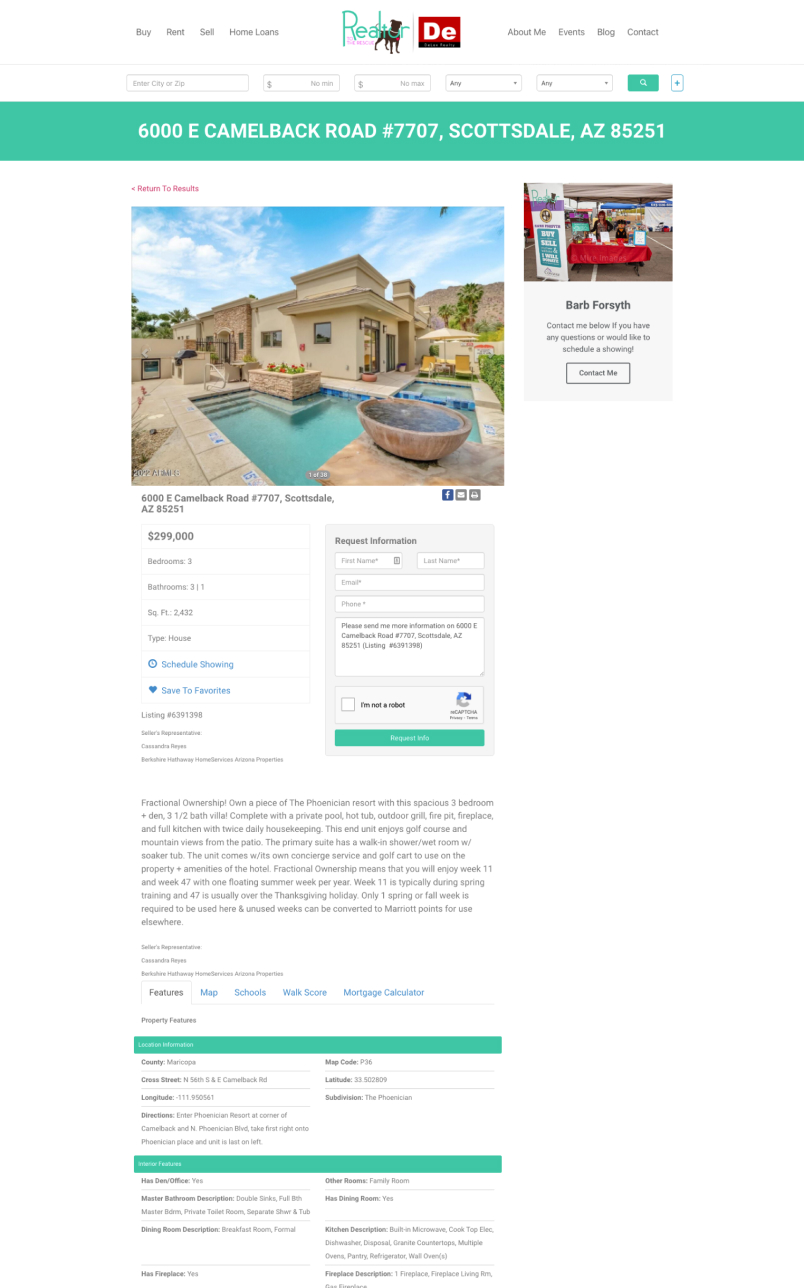 Buy Rent Sell Home Loans
Realtor
TO THE RESCUE
De
DeLex Realty
About Me Events Blog Contact
Enter City or Zip
$ No min
$ No max
Any
Any
+
6000 E CAMELBACK ROAD #7707, SCOTTSDALE, AZ 85251
< Return To Results
2022 ARMLS
1 of 38
BUY
SELL
I WILL
DONATE
Barb Forsyth
Contact me below If you have
any questions or would like to
schedule a showing!
Contact Me
6000 E Camelback Road #7707, Scottsdale,
AZ 85251
$299,000
Bedrooms: 3
Bathrooms: 3 | 1
Sq. Ft.: 2,432
Type: House
Schedule Showing
Save To Favorites
Listing #6391398
Seller's Representative:
Cassandra Reyes
Berkshire Hathaway HomeServices Arizona Properties
Request Information
First Name*
Last Name*
Email*
Phone *
Please send me more information on 6000 E
Camelback Road #7707, Scottsdale, AZ
85251 (Listing #6391398)
I'm not a robot
reCAPTCHA
Privacy - Terms
Request Info
Fractional Ownership! Own a piece of The Phoenician resort with this spacious 3 bedroom
+ den, 3 1/2 bath villa! Complete with a private pool, hot tub, outdoor grill, fire pit, fireplace,
and full kitchen with twice daily housekeeping. This end unit enjoys golf course and
mountain views from the patio. The primary suite has a walk-in shower/wet room w/
soaker tub. The unit comes w/its own concierge service and golf cart to use on the
property + amenities of the hotel. Fractional Ownership means that you will enjoy week 11
and week 47 with one floating summer week per year. Week 11 is typically during spring
training and 47 is usually over the Thanksgiving holiday. Only 1 spring or fall week is
required to be used here & unused weeks can be converted to Marriott points for use
elsewhere.
Seller's Representative:
Cassandra Reyes
Berkshire Hathaway HomeServices Arizona Properties
Features Map Schools Walk Score Mortgage Calculator
Property Features
Location Information
County: Maricopa
Map Code: P36
Cross Street: N 56th S & E Camelback Rd
Latitude: 33.502809
Longitude: -111.950561
Subdivision: The Phoenician
Directions: Enter Phoenician Resort at corner of
Camelback and N. Phoenician Blvd, take first right onto
Phoenician place and unit is last on left.
Interior Features
Has Den/Office: Yes
Other Rooms: Family Room
Master Bathroom Description: Double Sinks, Full Bth
Master Bdrm, Private Toilet Room, Separate Shwr & Tub
Has Dining Room: Yes
Dining Room Description: Breakfast Room, Formal
Kitchen Description: Built-in Microwave, Cook Top Elec,
Dishwasher, Disposal, Granite Countertops, Multiple
Ovens, Pantry, Refrigerator, Wall Oven(s)
Has Fireplace: Yes
Fireplace Description: 1 Fireplace, Fireplace Living Rm,
Gas Fireplace